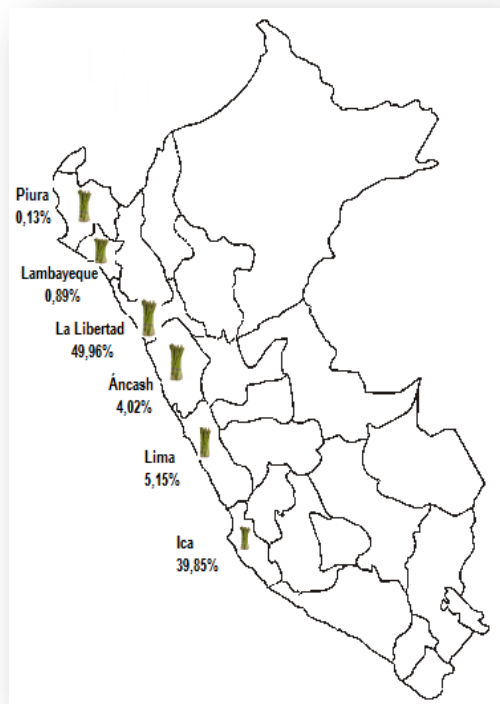 Piura
0,13%
Lambayeque
0,89%
La Libertad
49,96%
Áncash
4,02%
Lima
5,15%
Ica
39,85%